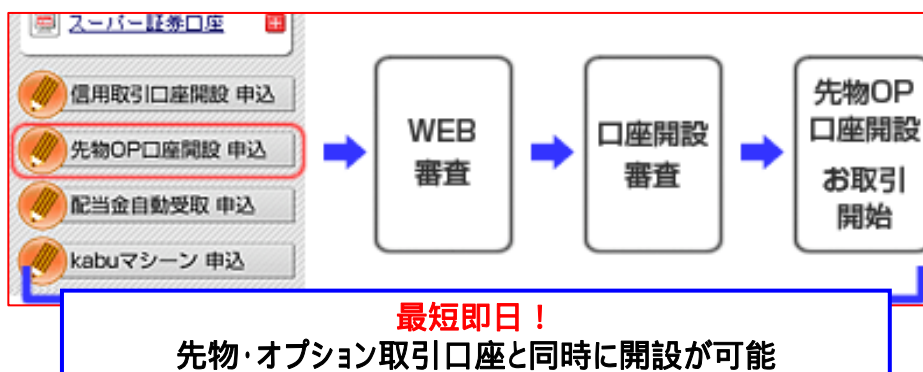 スーパー証券口座
信用取引口座開設 申込
先物OP口座開設 申込
配当金自動受取 申込
kabuマシーン 申込
WEB
審査
口座開設
審査
先物OP
口座開設
お取引
開始
最短即日！
先物・オプション取引口座と同時に開設が可能